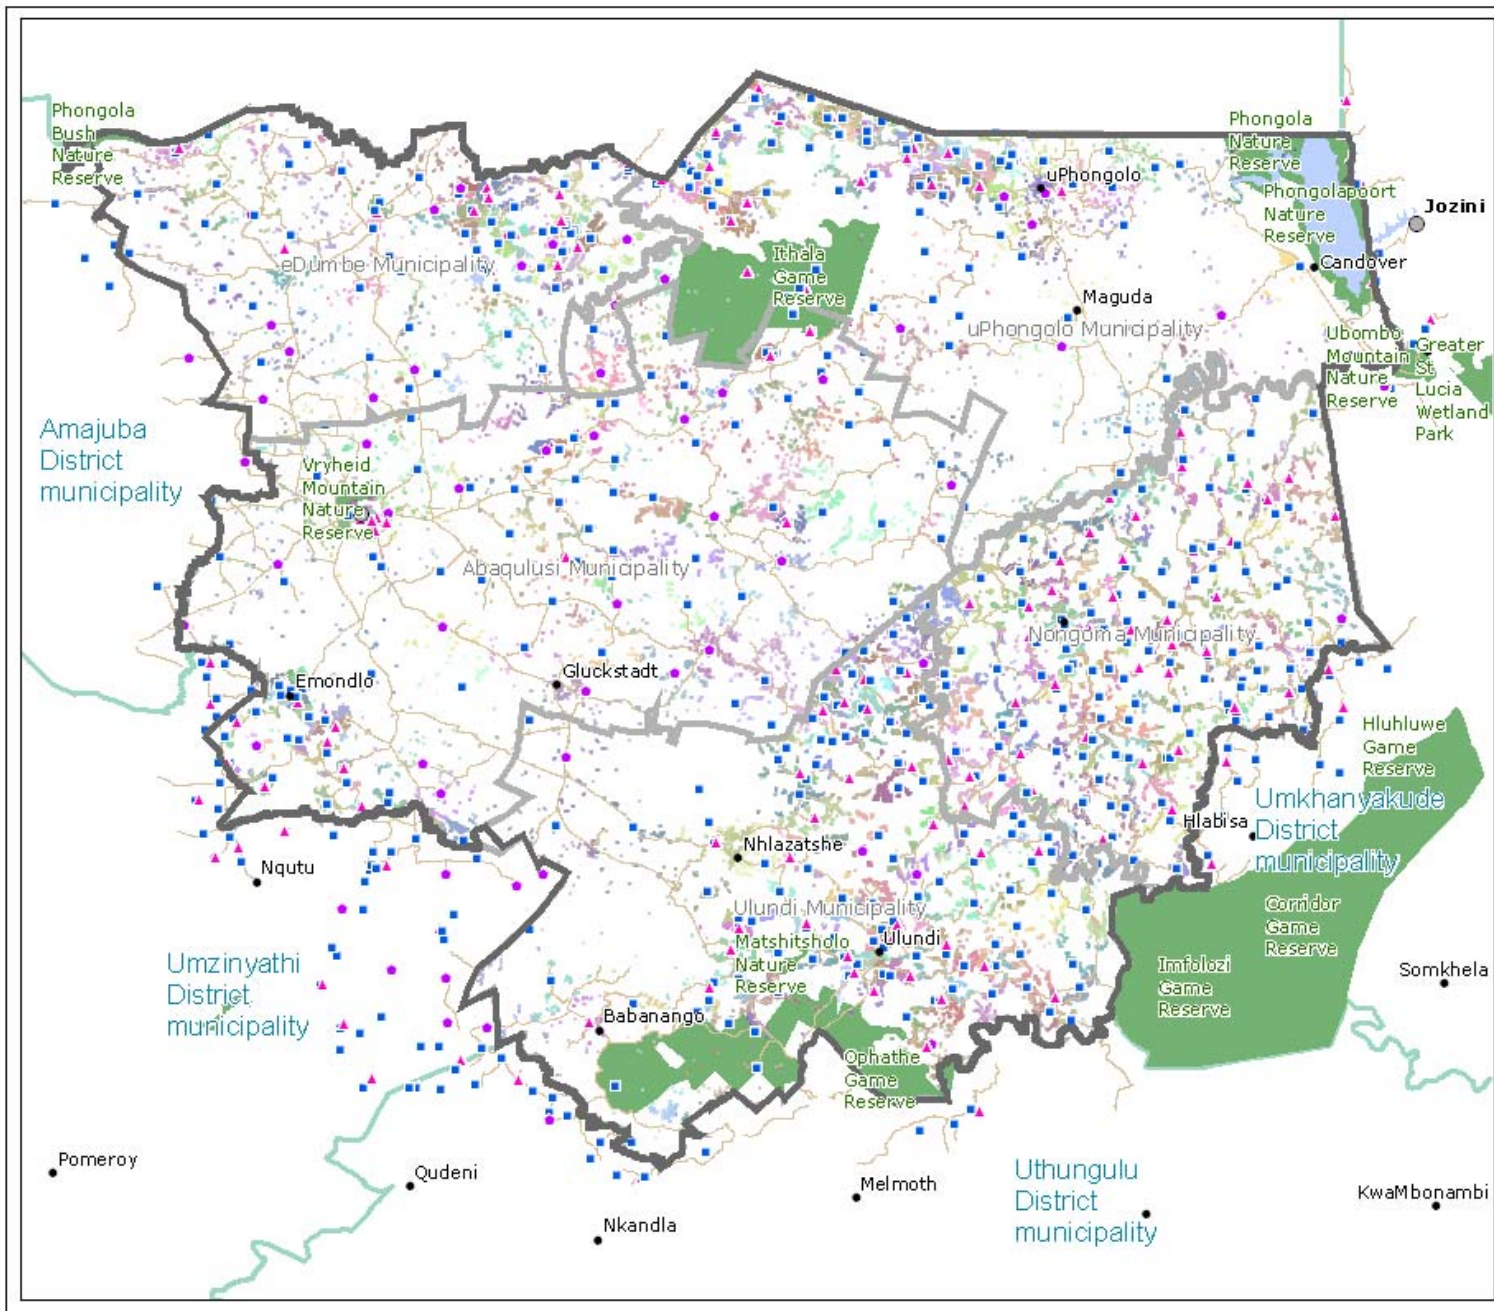 Phongola
Bush
Nature
Reserve
Phongola
Nature
Reserve
uPhongolo
Phongolapoort
Nature
Reserve
Jozini
eDumbe Municipality
Ithala
Game
Reserve
Candover
Maguda
uPhongolo Municipality
Ubombo
Mountain
Nature
Reserve
Greater
St
Lucia
Wetland
Park
Amajuba
District
municipality
Vryheid
Mountain
Nature
Reserve
Abaqulusi Municipality
Nongoma Municipality
Gluckstadt
Emondlo
Hluhluwe
Game
Reserve
Umkhanyakude
District
municipality
Hlabisa
Nhlazatshe
Nqutu
Ulundi Municipality
Corridor
Game
Reserve
Matshitsholo
Nature
Reserve
Ulundi
Umzinyathi
District
municipality
Imfolozi
Game
Reserve
Somkhela
Babanango
Ophathe
Game
Reserve
Pomeroy
Qudeni
Melmoth
Uthungulu
District
municipality
KwaMbonambi
Nkandla